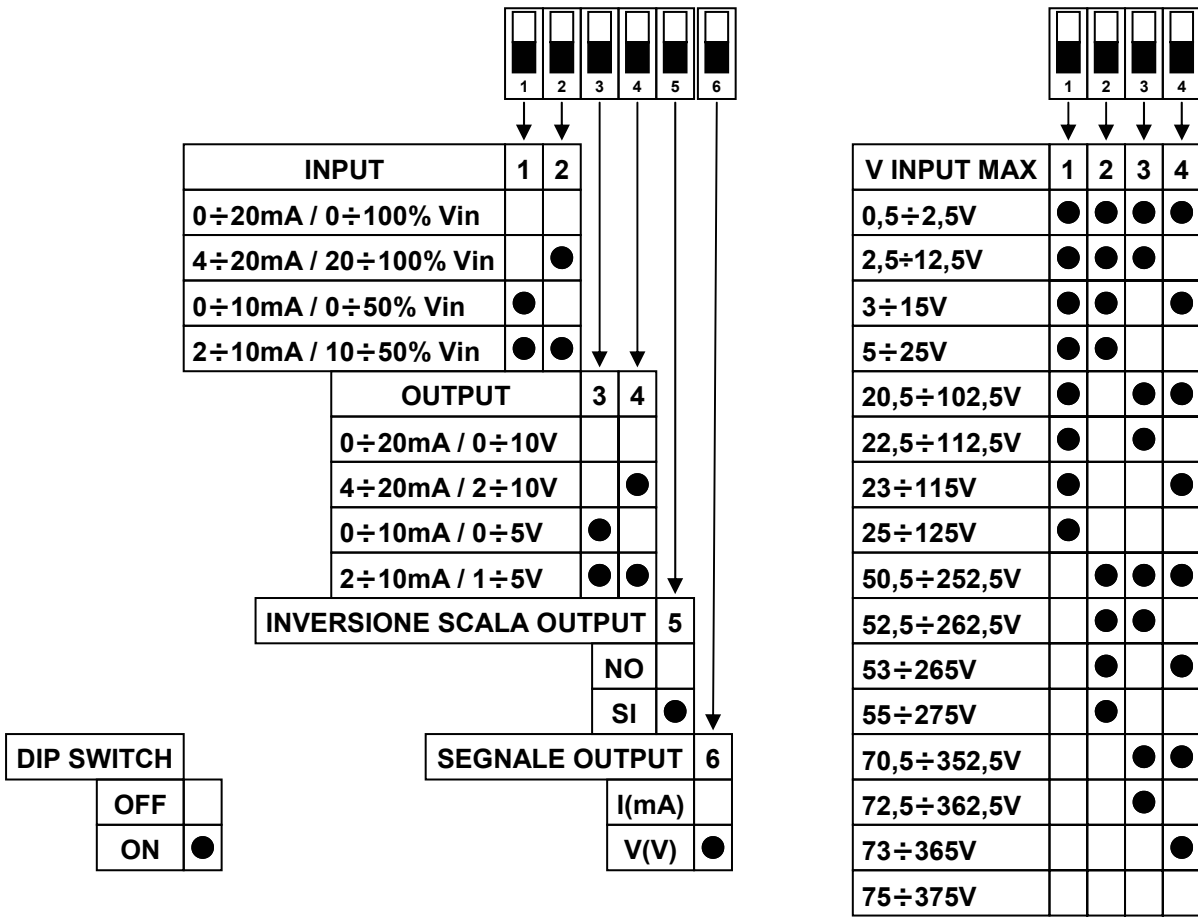 1 2 3 4 5 6
INPUT 1 2
0÷20mA / 0÷100% Vin
4÷20mA / 20÷100% Vin ●
0÷10mA / 0÷50% Vin ●
2÷10mA / 10÷50% Vin ● ●
OUTPUT 3 4
0÷20mA / 0÷10V
4÷20mA / 2÷10V ●
0÷10mA / 0÷5V ●
2÷10mA / 1÷5V ● ●
INVERSIONE SCALA OUTPUT 5
NO
SI ●
SEGNALE OUTPUT 6
I(mA)
V(V) ●
DIP SWITCH
OFF
ON ●
1 2 3 4
V INPUT MAX 1 2 3 4
0,5÷2,5V ● ● ● ●
2,5÷12,5V ● ● ●
3÷15V ● ● ●
5÷25V ● ●
20,5÷102,5V ● ● ●
22,5÷112,5V ● ●
23÷115V ● ●
25÷125V ●
50,5÷252,5V ● ● ●
52,5÷262,5V ● ●
53÷265V ● ●
55÷275V ●
70,5÷352,5V ● ●
72,5÷362,5V ●
73÷365V ●
75÷375V